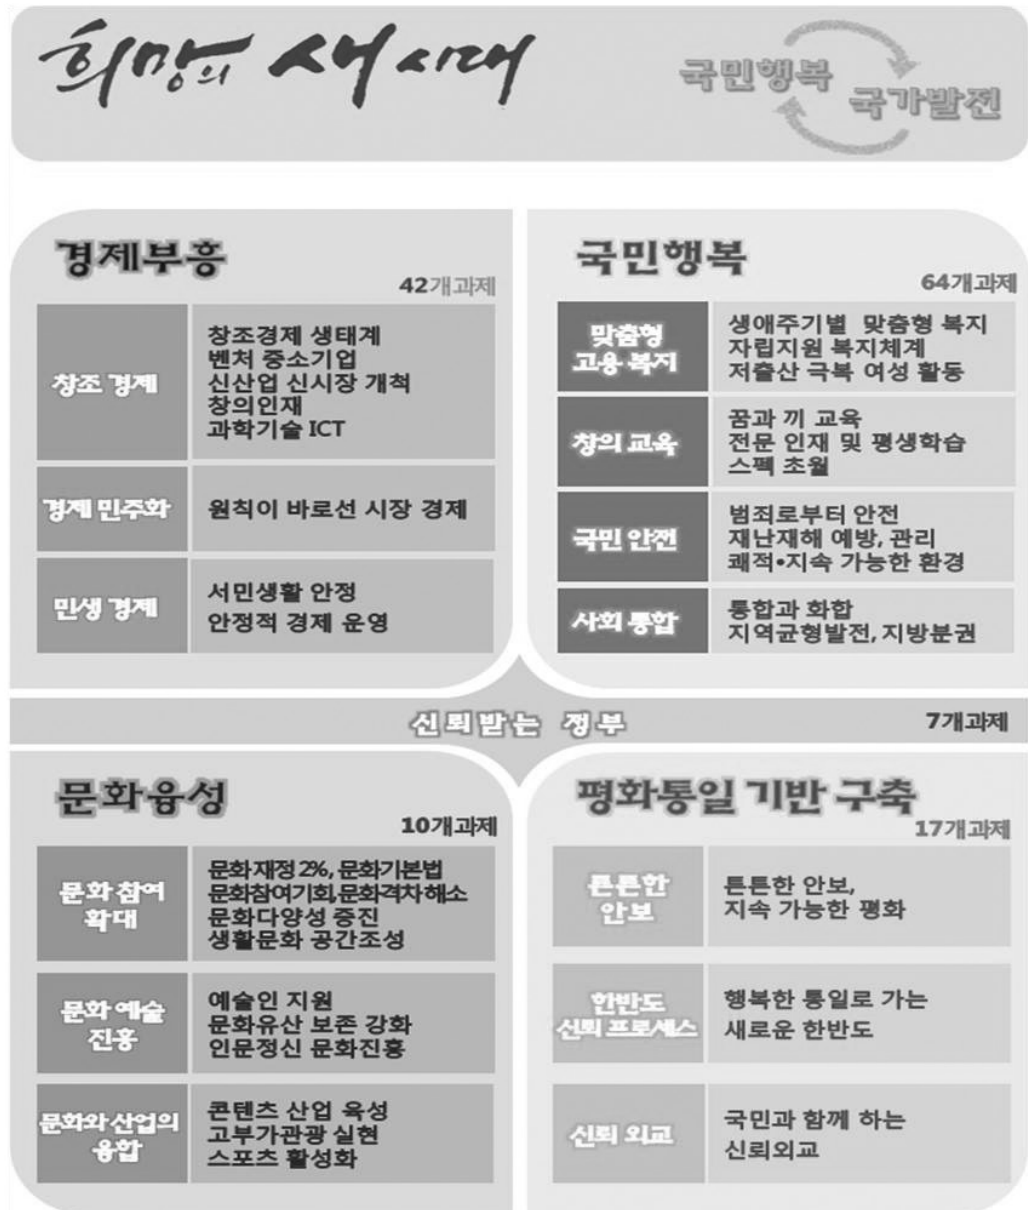 희망의 새 시대
국민행복
국가발전
경제부흥
42개과제
창조 경제
창조경제 생태계
벤처 중소기업
신산업 신시장 개척
창의인재
과학기술 ICT
경제 민주화
원칙이 바로선 시장 경제
민생 경제
서민생활 안정
안정적 경제 운영
국민행복
64개과제
맞춤형
고용 복지
생애주기별 맞춤형 복지
자립지원 복지체계
저출산 극복 여성 활동
창의 교육
꿈과 끼 교육
전문 인재 및 평생학습
스펙 초월
국민 안전
범죄로부터 안전
재난재해 예방, 관리
쾌적•지속 가능한 환경
사회 통합
통합과 화합
지역균형발전, 지방분권
신뢰받는 정부
7개과제
문화융성
10개과제
문화 참여
확대
문화재정 2%, 문화기본법
문화참여기회,문화격차해소
문화다양성 증진
생활문화 공간조성
문화 예술
진흥
예술인 지원
문화유산 보존 강화
인문정신 문화진흥
문화와 산업의
융합
콘텐츠 산업 육성
고부가관광 실현
스포츠 활성화
평화통일 기반 구축
17개과제
튼튼한
안보
튼튼한 안보,
지속 가능한 평화
한반도
신뢰 프로세스
행복한 통일로 가는
새로운 한반도
신뢰 외교
국민과 함께 하는
신뢰외교